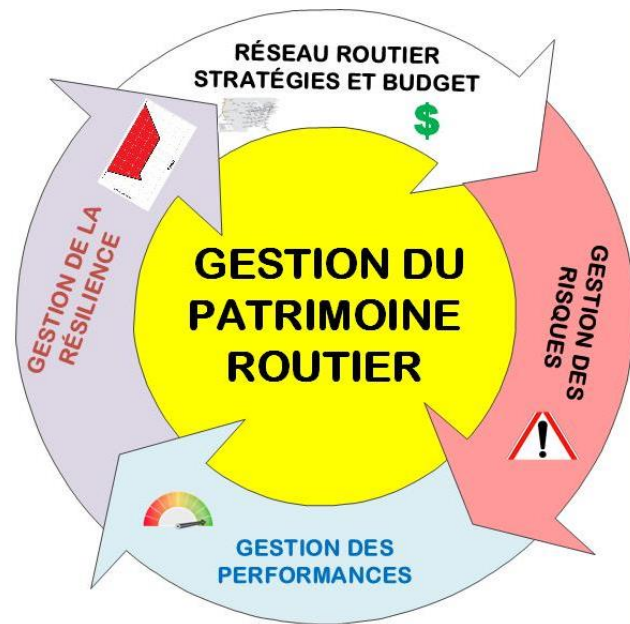 RÉSEAU ROUTIER
STRATÉGIES ET BUDGET
$
GESTION DES
RISQUES
!
GESTION DES
PERFORMANCES
GESTION DE LA
RÉSILIENCE
GESTION DU
PATRIMOINE
ROUTIER